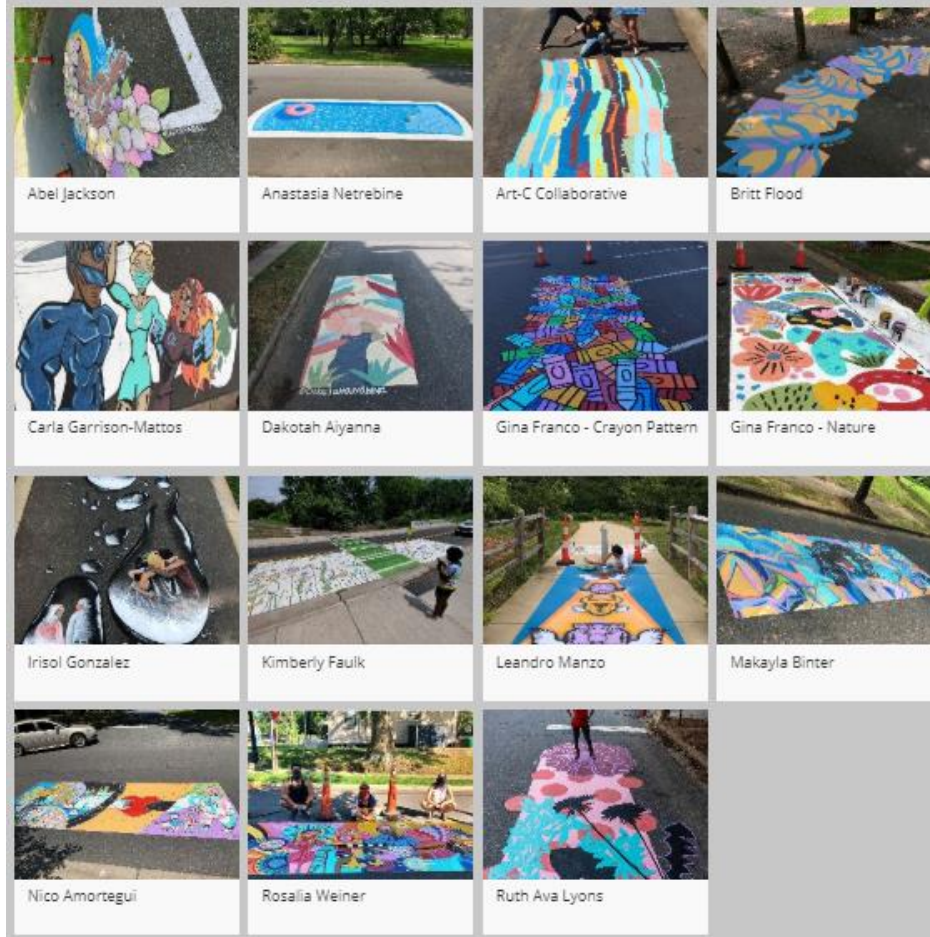 Abel Jackson
Anastasia Netrebine
Art-C Collaborative
Britt Flood
Carla Garrison-Mattos
Dakotah Aiyanna
Gina Franco - Crayon Pattern
Gina Franco - Nature
Irisol Gonzalez
Kimberly Faulk
Leandro Manzo
Makayla Binter
Nico Amortegui
Rosalia Weiner
Ruth Ava Lyons